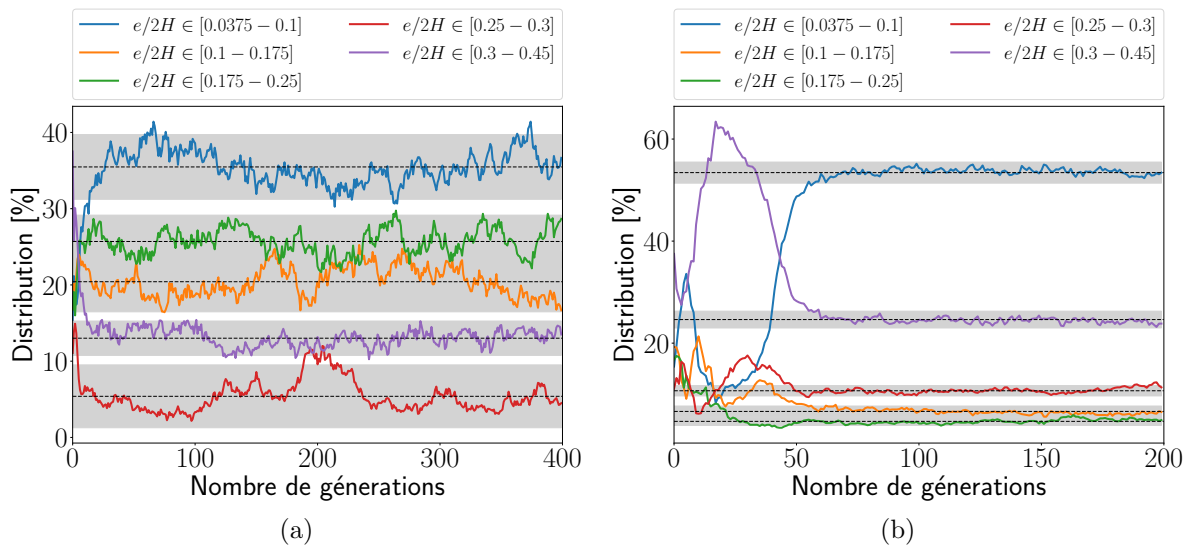 e/2H ∈ [0.0375 − 0.1]
e/2H ∈ [0.25 − 0.3]
e/2H ∈ [0.1 − 0.175]
e/2H ∈ [0.3 − 0.45]
e/2H ∈ [0.175 − 0.25]
Distribution [%]
40
30
20
10
0
0 100 200 300 400
Nombre de génerations
(a)
e/2H ∈ [0.0375 − 0.1]
e/2H ∈ [0.25 − 0.3]
e/2H ∈ [0.1 − 0.175]
e/2H ∈ [0.3 − 0.45]
e/2H ∈ [0.175 − 0.25]
Distribution [%]
60
40
20
0 50 100 150 200
Nombre de génerations
(b)